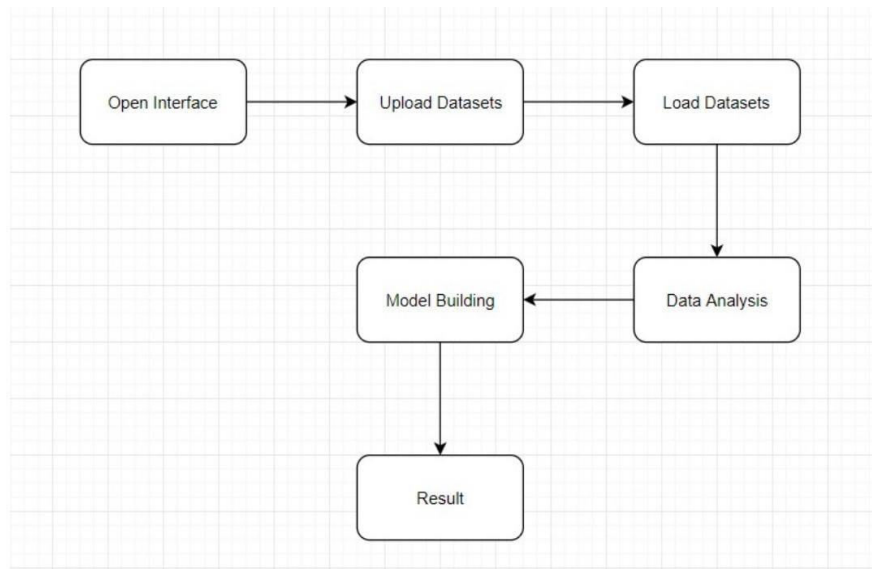 Open Interface
Upload Datasets
Load Datasets
Data Analysis
Model Building
Result